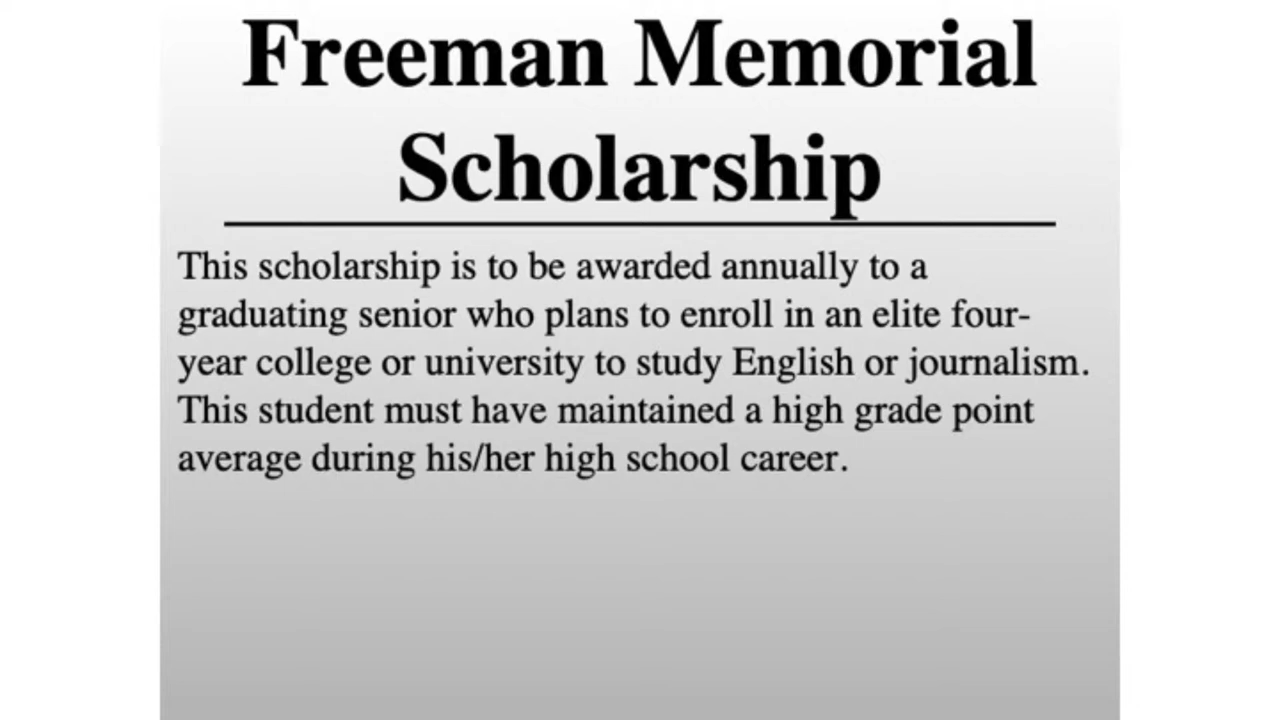 Freeman Memorial
Scholarship
This scholarship is to be awarded annually to a
graduating senior who plans to enroll in an elite four-
year college or university to study English or journalism.
This student must have maintained a high grade point
average during his/her high school career.